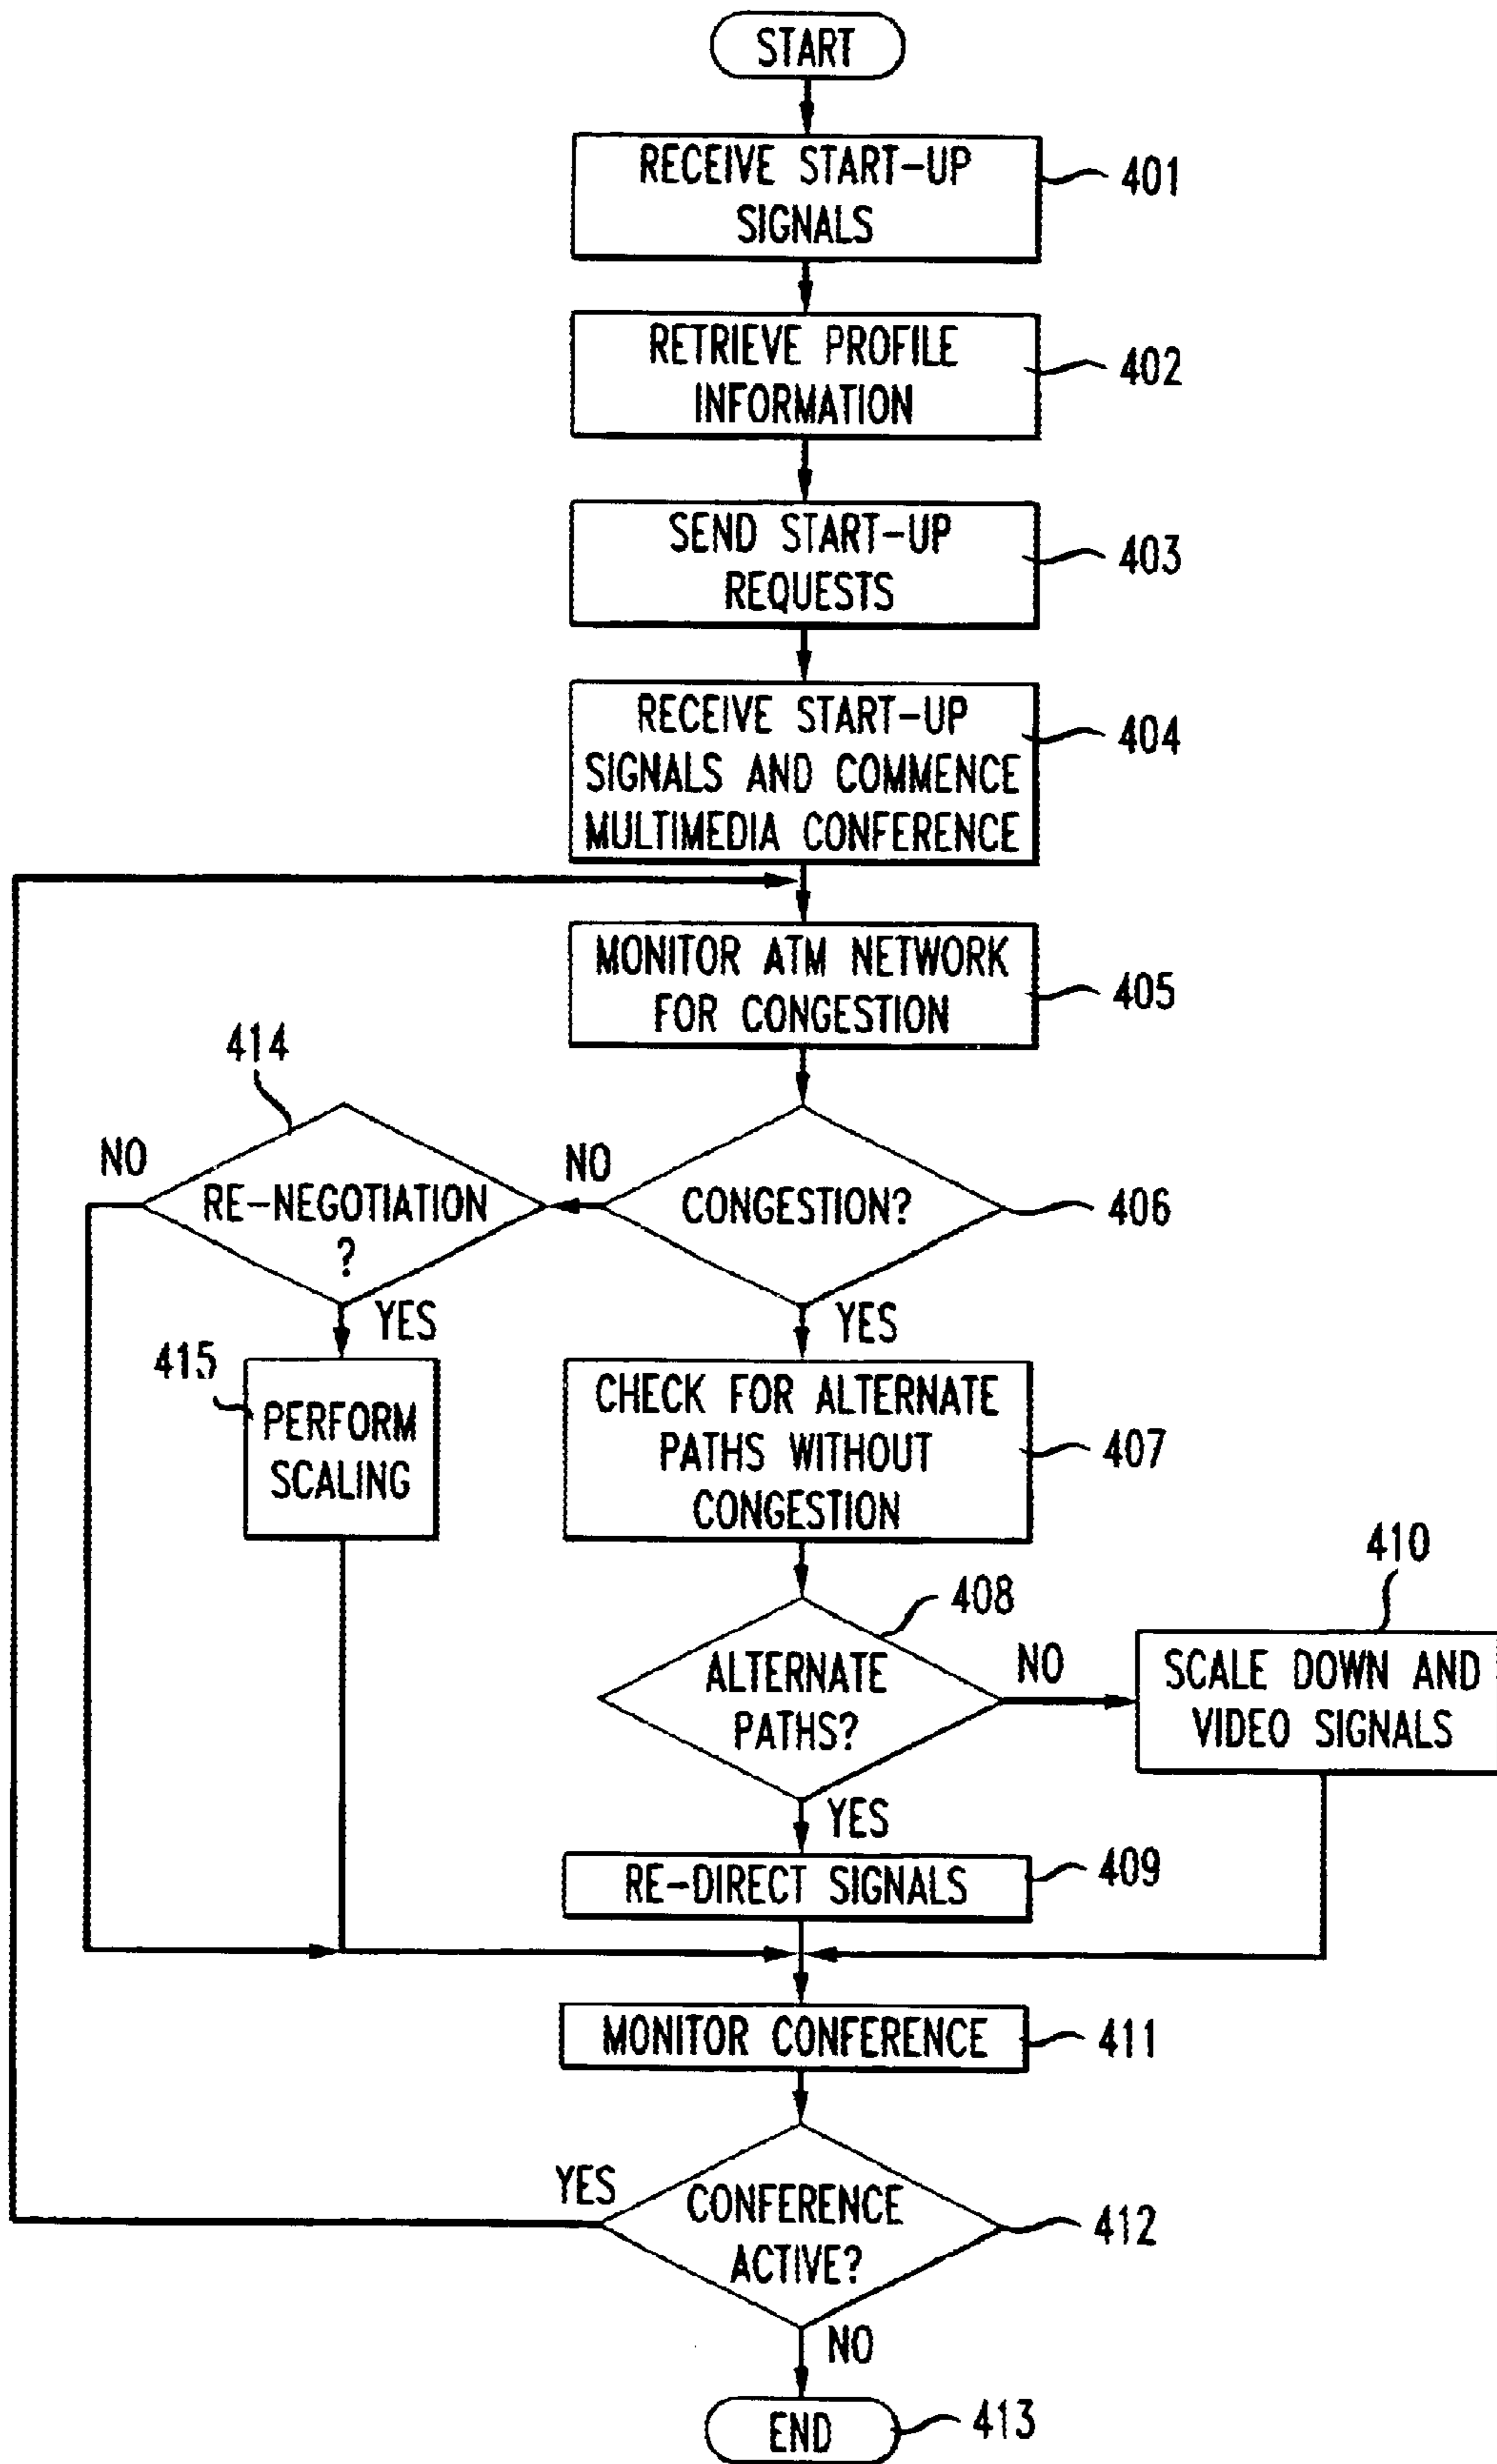 START
RECEIVE START-UP
SIGNALS
401
RETRIEVE PROFILE
INFORMATION
402
SEND START-UP
REQUESTS
403
RECEIVE START-UP
SIGNALS AND COMMENCE
MULTIMEDIA CONFERENCE
404
MONITOR ATM NETWORK
FOR CONGESTION
405
414
NO
RE-NEGOTIATION
?
NO
CONGESTION?
406
YES
YES
415
PERFORM
SCALING
CHECK FOR ALTERNATE
PATHS WITHOUT
CONGESTION
407
408
410
ALTERNATE
PATHS?
NO
SCALE DOWN AND
VIDEO SIGNALS
YES
RE-DIRECT SIGNALS
409
MONITOR CONFERENCE
411
YES
CONFERENCE
ACTIVE?
412
NO
END
413